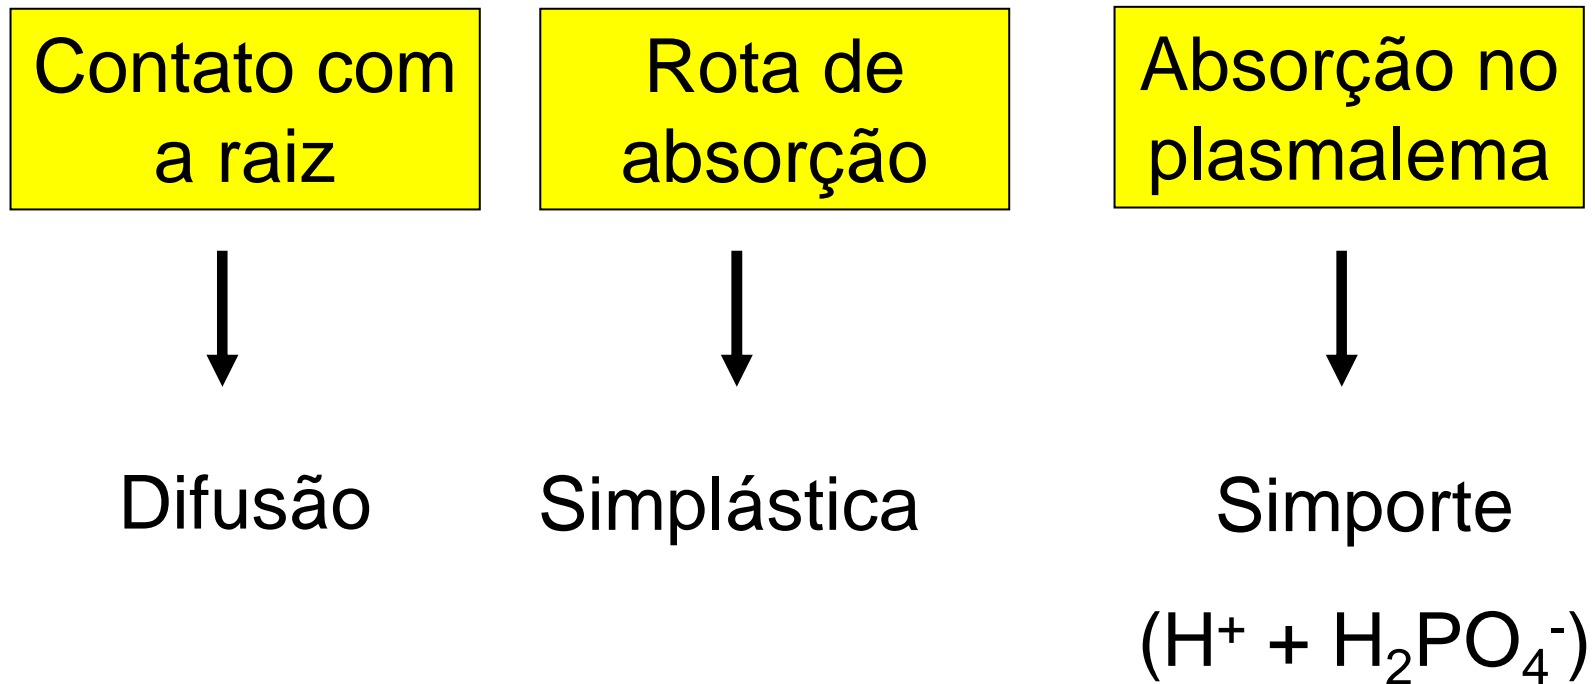 Contato com
a raiz
Rota de
absorção
Absorção no
plasmalema
Difusão
Simplástica
Simporte
(H⁺ + H₂PO₄⁻)